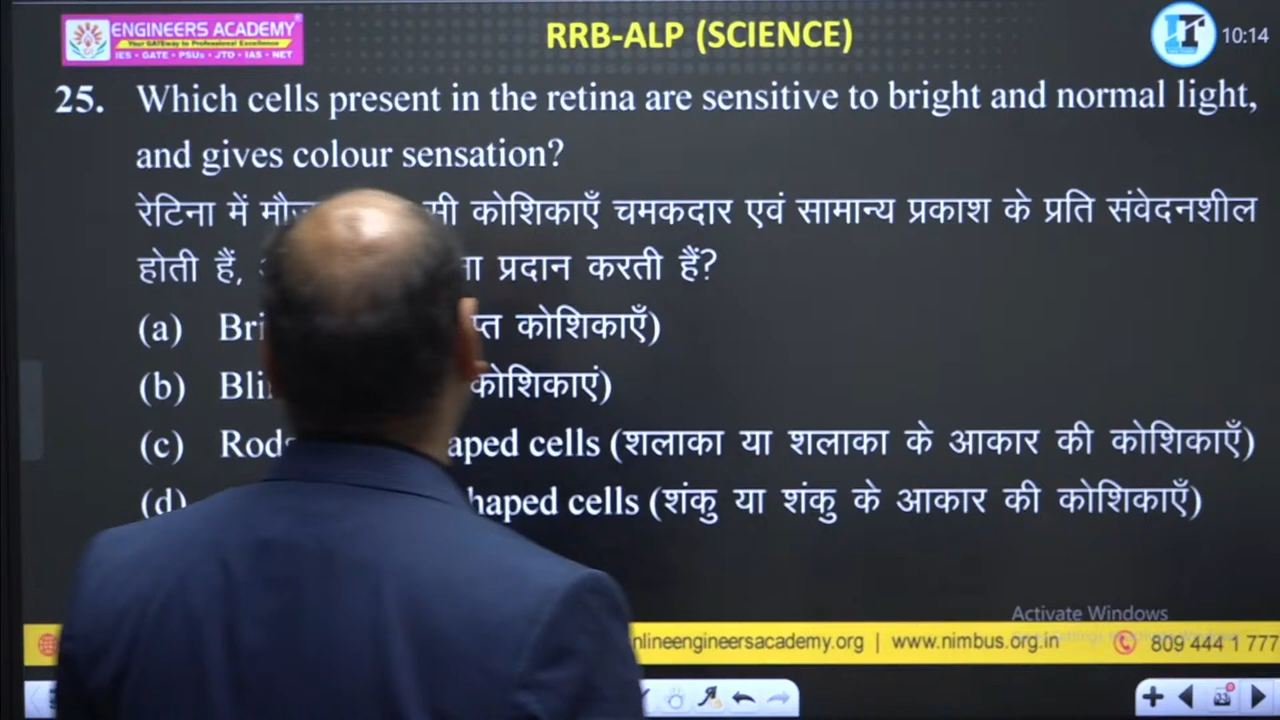 ENGINEERS ACADEMY
Your GATEway to Professional Excellence
IES • GATE • PSUs • JTO • IAS • NET
RRB-ALP (SCIENCE)
10:14
25. Which cells present in the retina are sensitive to bright and normal light,
and gives colour sensation?
रेटिना में सी कोशिकाएँ चमकदार एवं सामान्य प्रकाश के प्रति संवेदनशील
होती हैं, प्रदान करती हैं?
(a) कोशिकाएँ)
(b) कोशिकाएं)
(c) Rods aped cells (शलाका या शलाका के आकार की कोशिकाएँ)
(d) haped cells (शंकु या शंकु के आकार की कोशिकाएँ)
Activate Windows
nlineengineersacademy.org | www.nimbus.org.in 809 444 1 777